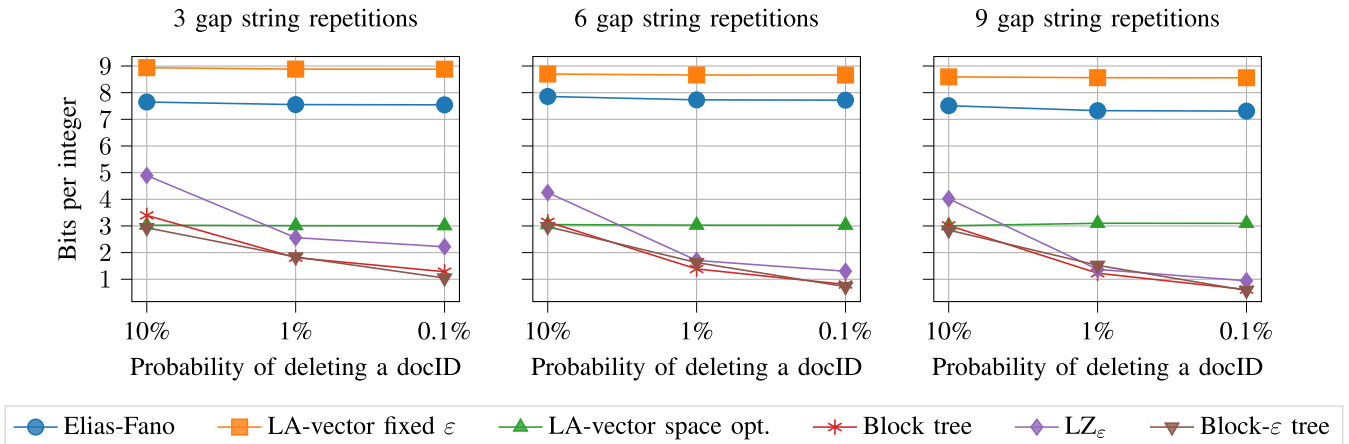 3 gap string repetitions
6 gap string repetitions
9 gap string repetitions
Bits per integer
9
8
7
6
5
4
3
2
1
10% 1% 0.1%
10% 1% 0.1%
10% 1% 0.1%
Probability of deleting a docID
Probability of deleting a docID
Probability of deleting a docID
Elias-Fano LA-vector fixed ε LA-vector space opt. Block tree LZε Block-ε tree